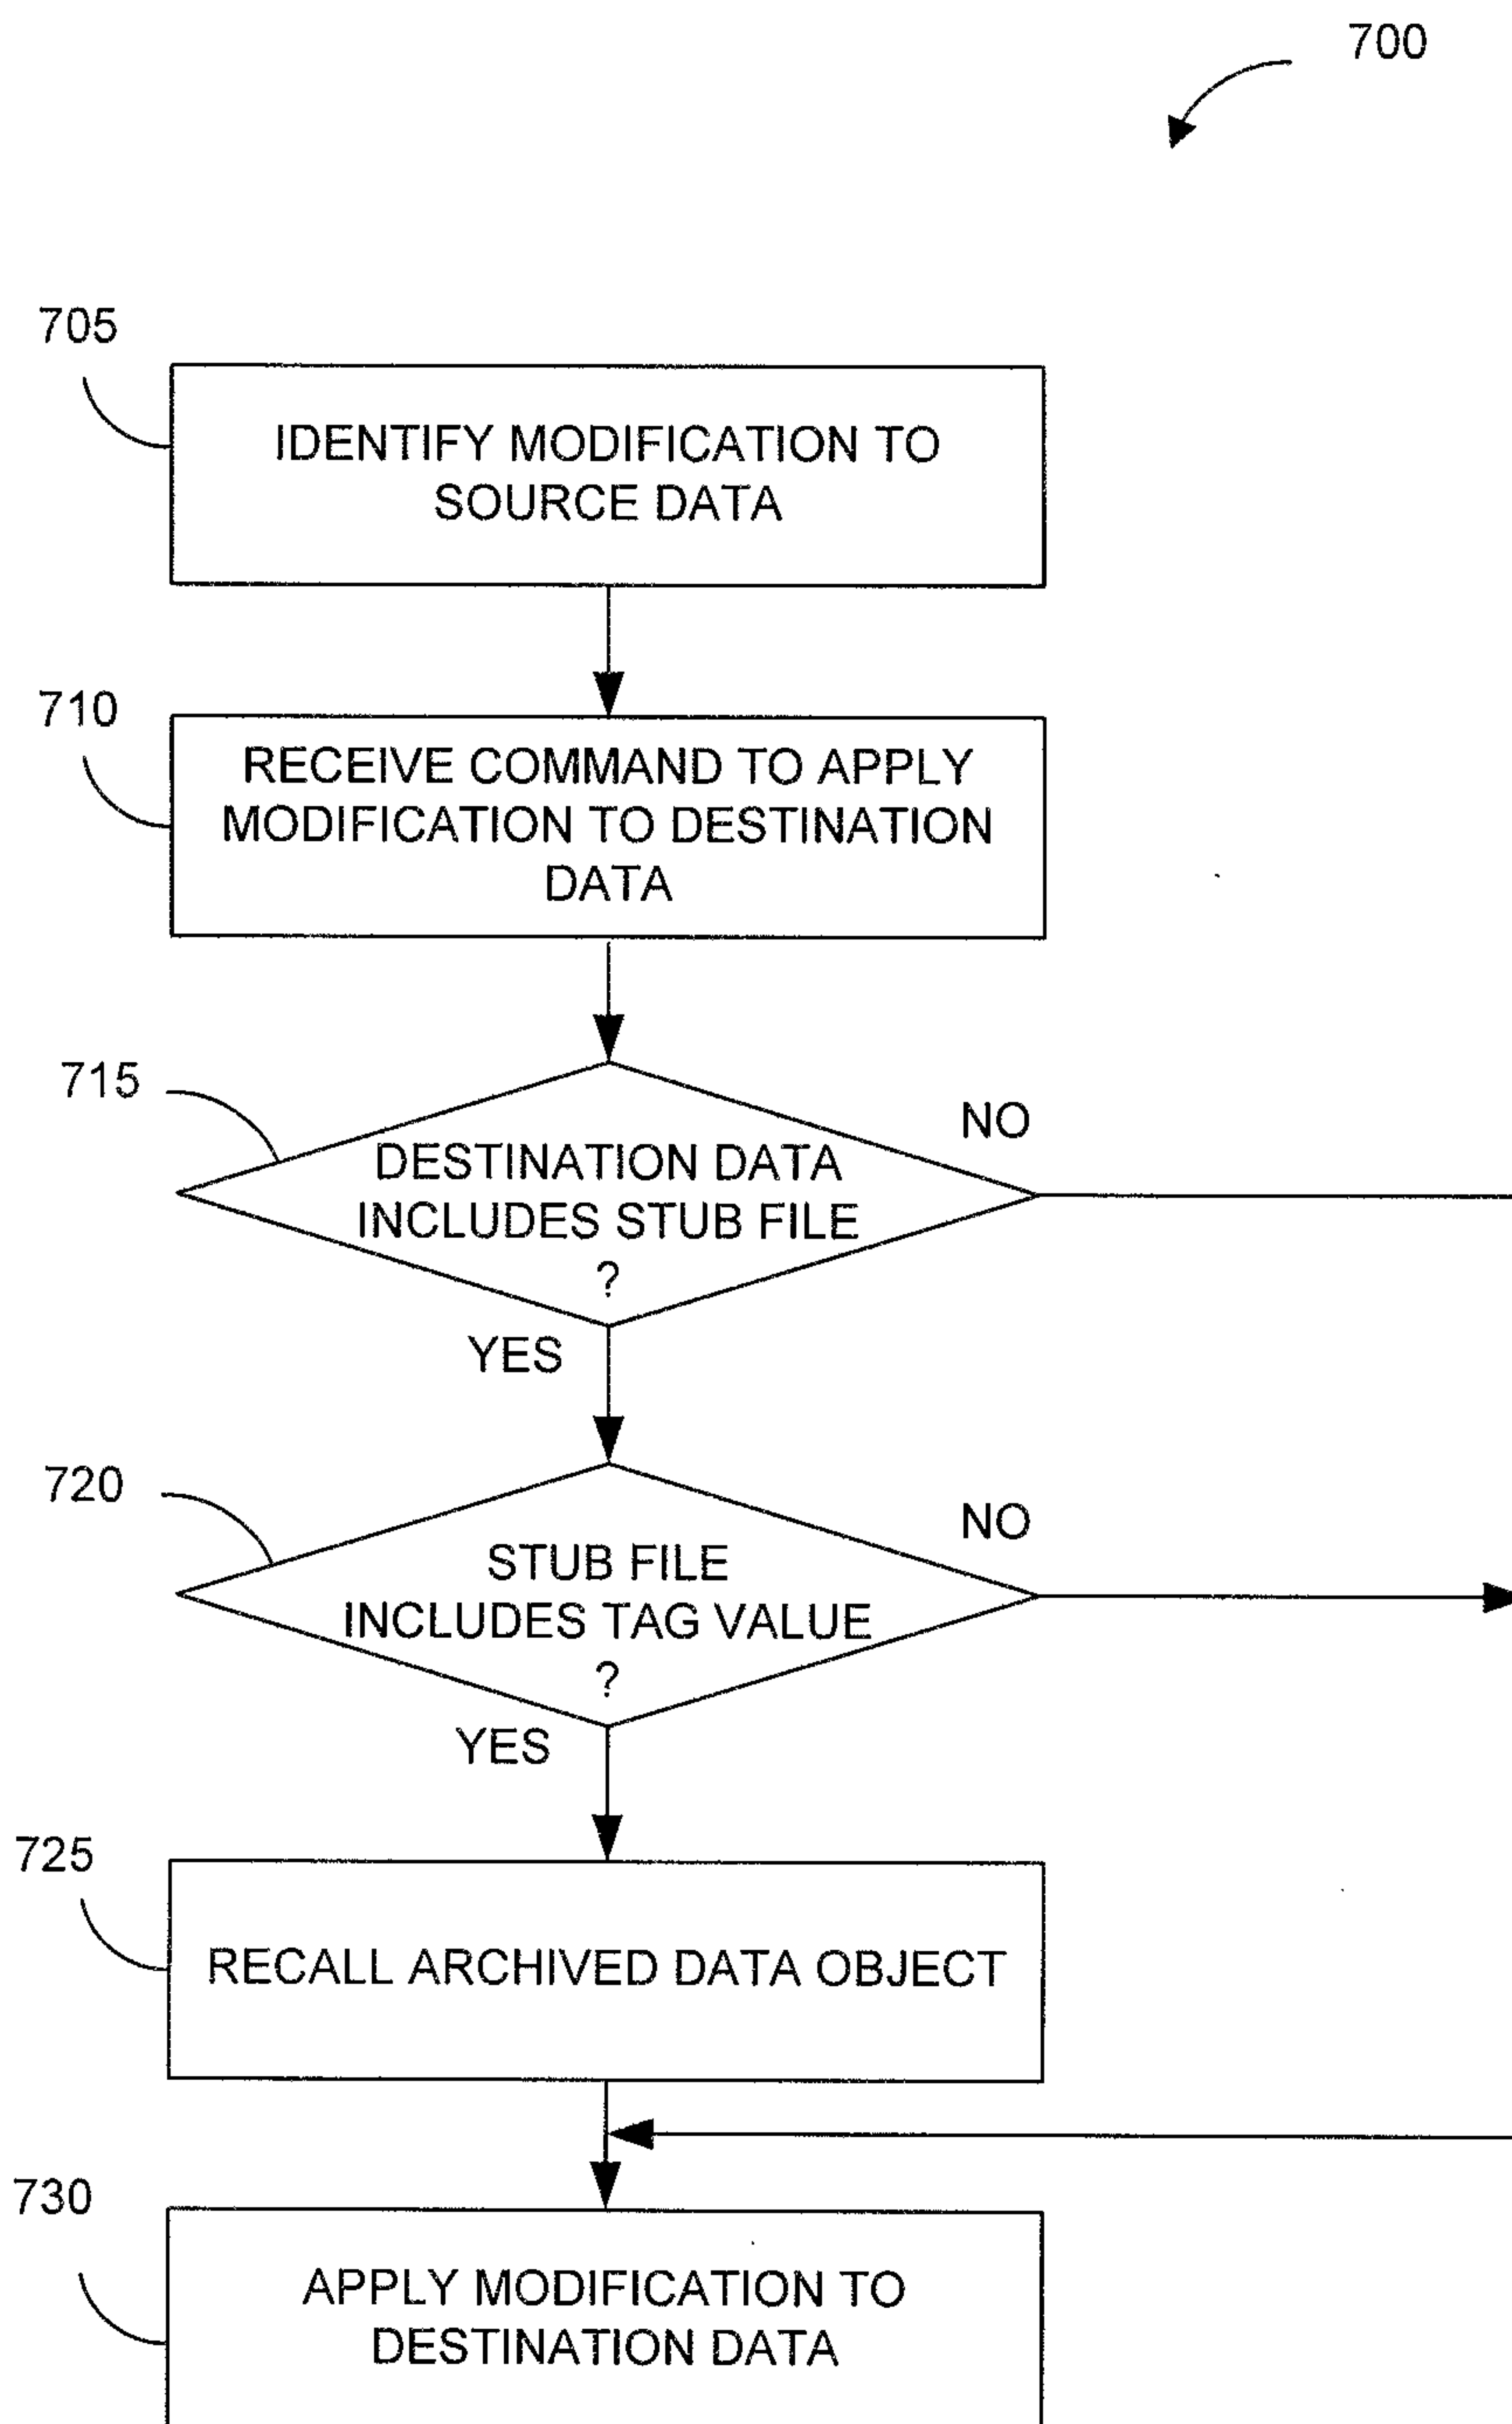 700
705
IDENTIFY MODIFICATION TO
SOURCE DATA
710
RECEIVE COMMAND TO APPLY
MODIFICATION TO DESTINATION
DATA
715
DESTINATION DATA
INCLUDES STUB FILE
?
NO
YES
720
STUB FILE
INCLUDES TAG VALUE
?
NO
YES
725
RECALL ARCHIVED DATA OBJECT
730
APPLY MODIFICATION TO
DESTINATION DATA